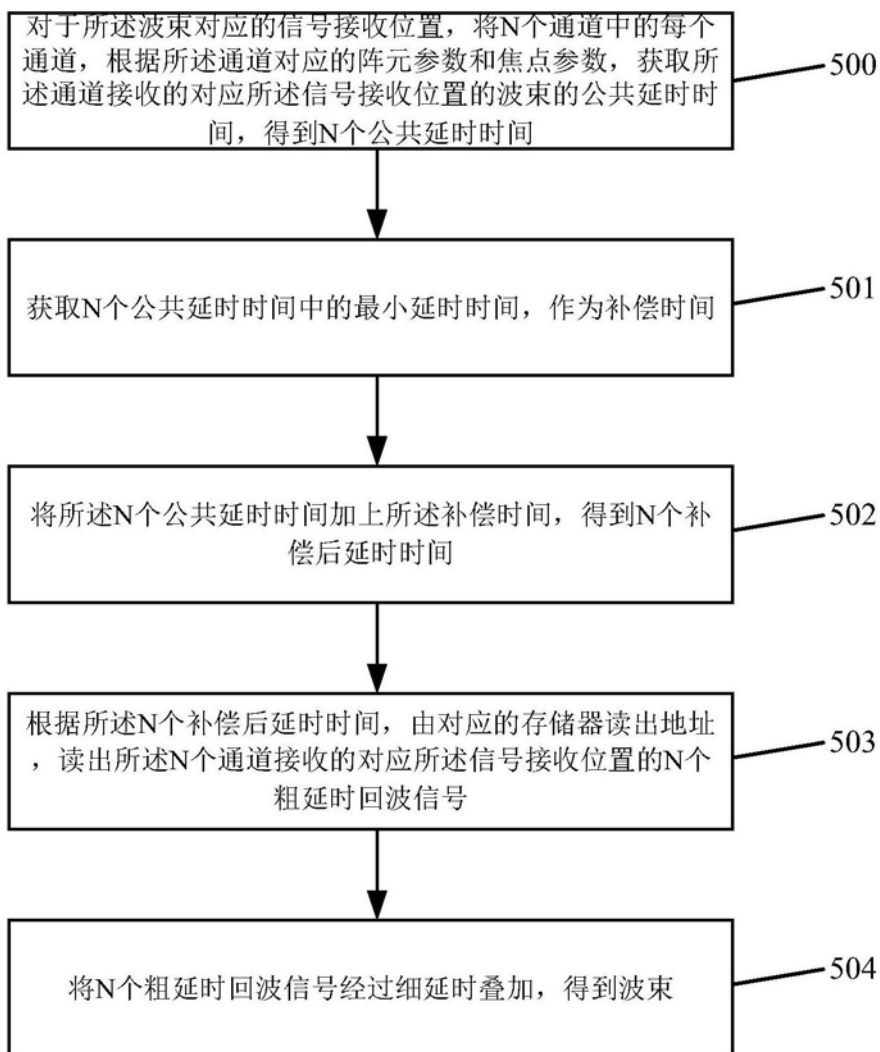 对于所述波束对应的信号接收位置，将N个通道中的每个
通道，根据所述通道对应的阵元参数和焦点参数，获取所
述通道接收的对应所述信号接收位置的波束的公共延时时
间，得到N个公共延时时间
500
获取N个公共延时时间中的最小延时时间，作为补偿时间
501
将所述N个公共延时时间加上所述补偿时间，得到N个补
偿后延时时间
502
根据所述N个补偿后延时时间，由对应的存储器读出地址
，读出所述N个通道接收的对应所述信号接收位置的N个
粗延时回波信号
503
将N个粗延时回波信号经过细延时叠加，得到波束
504